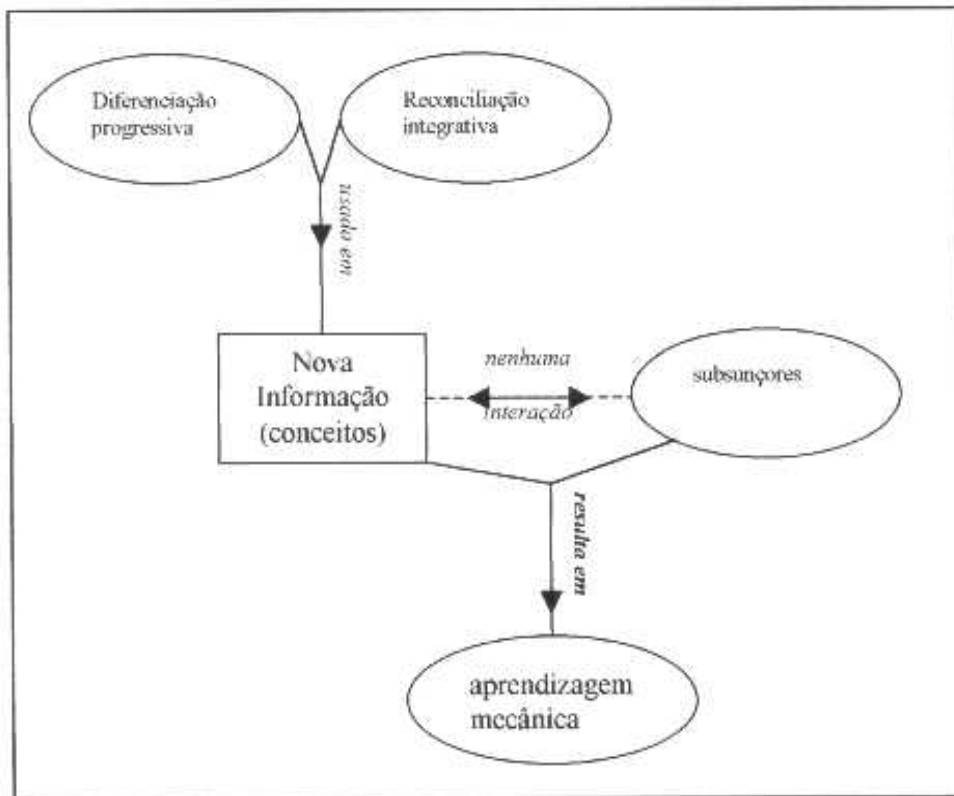 Diferenciação
progressiva
Reconciliação
integrativa
usado em
Nova
Informação
(conceitos)
nenhuma
interação
subsunçores
resulta em
aprendizagem
mecânica